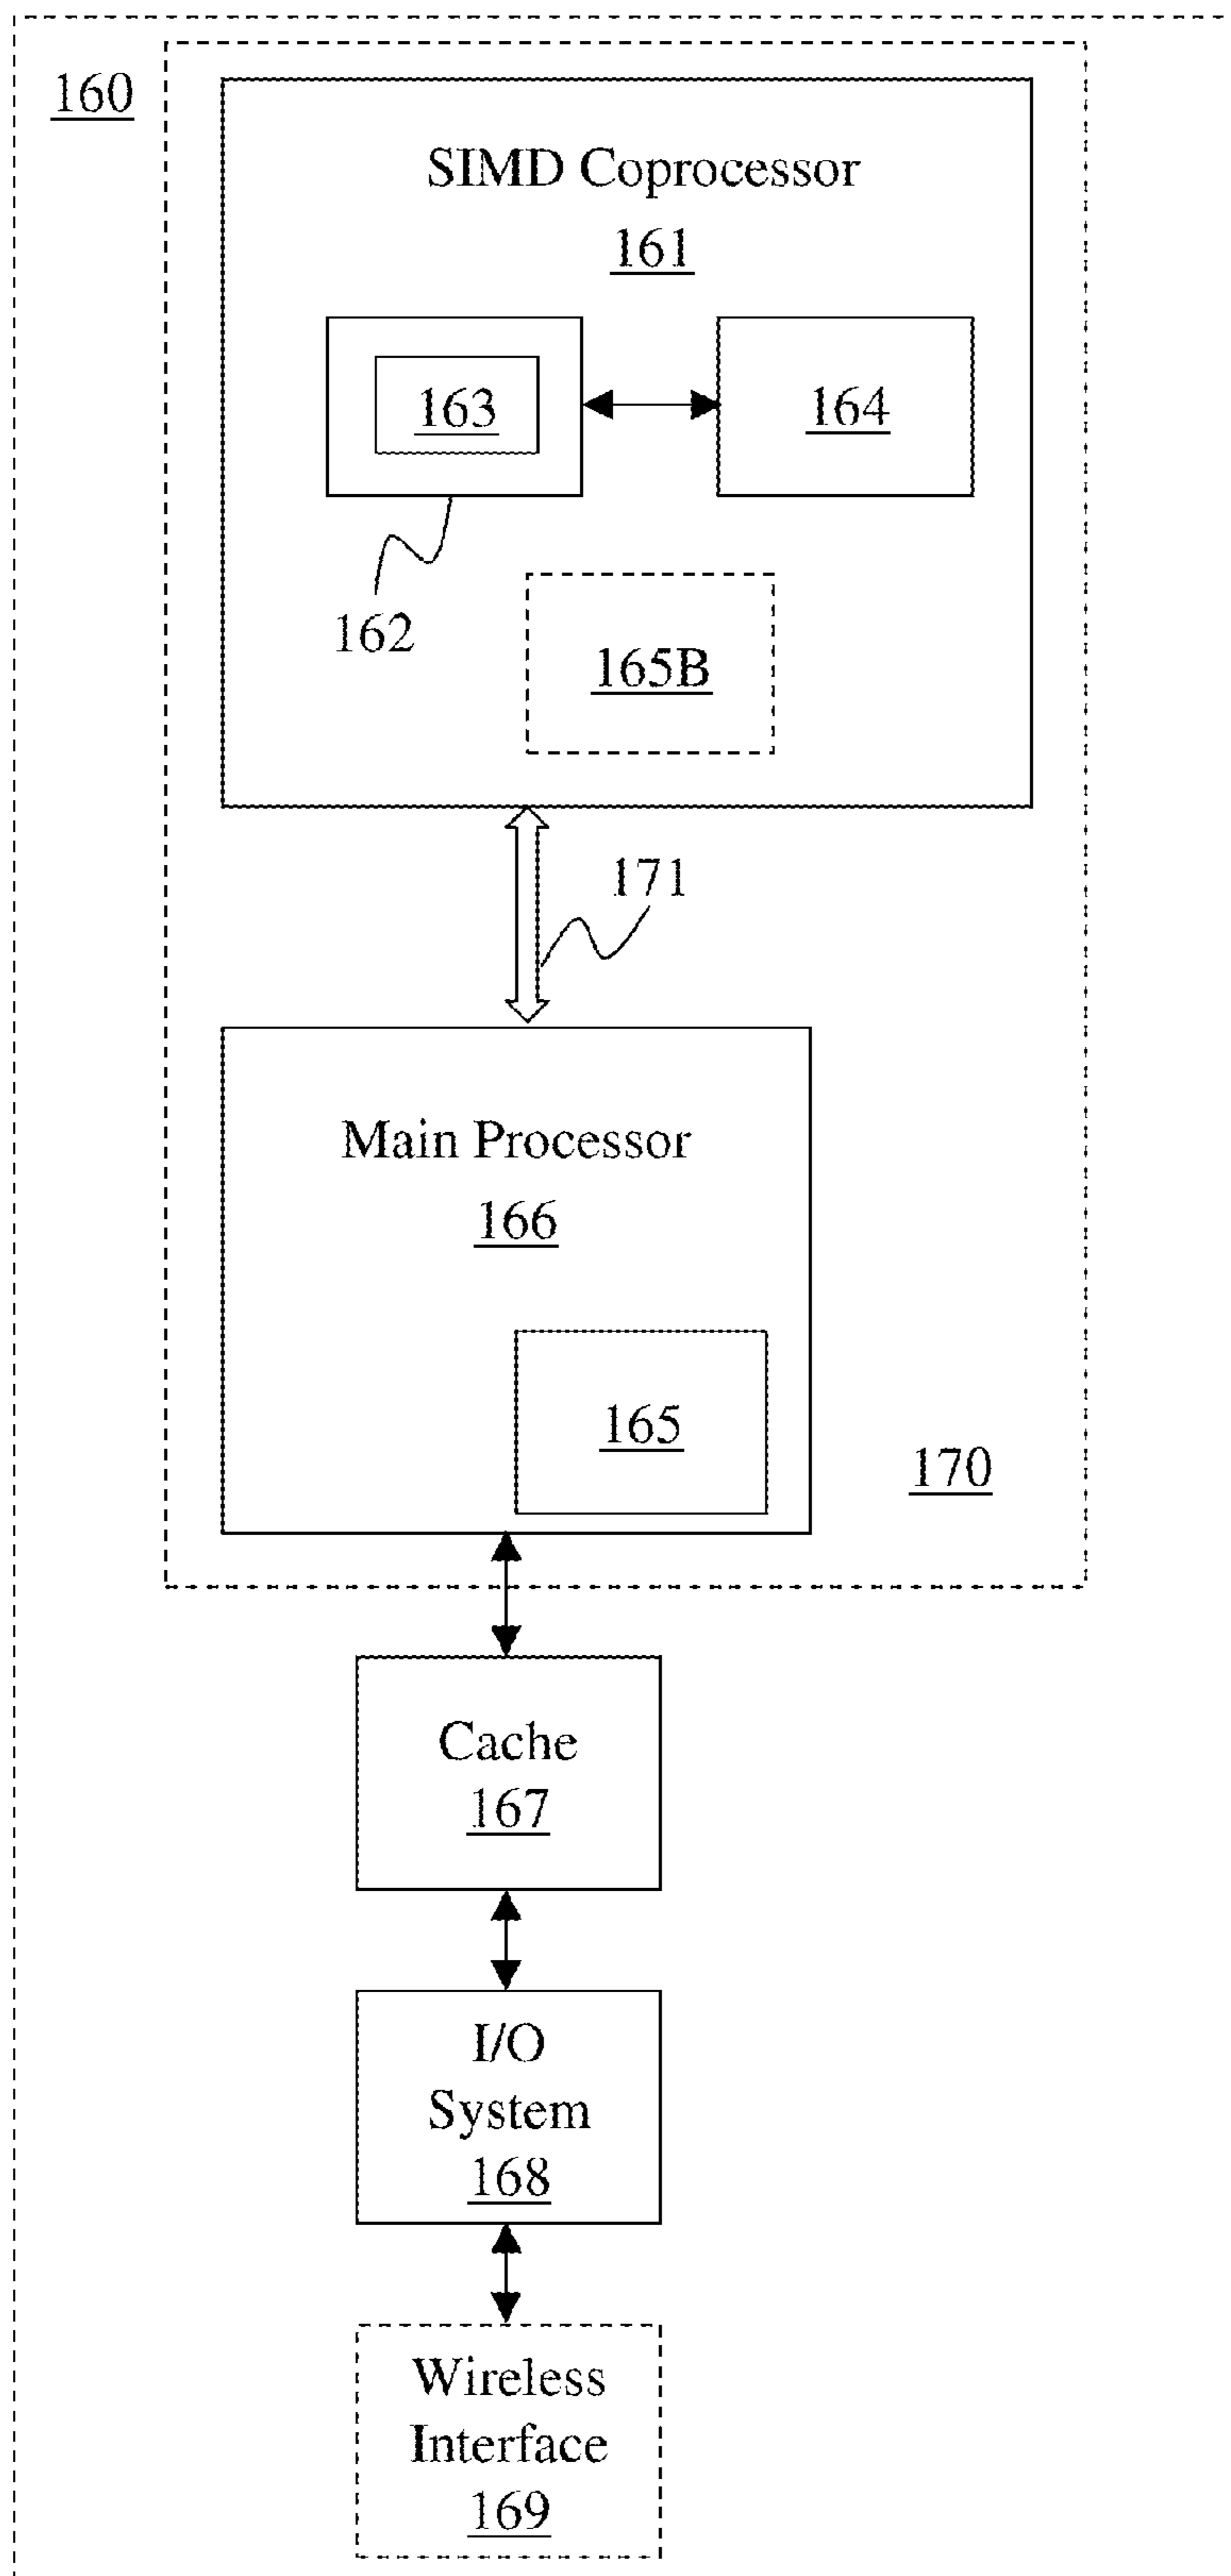 160
SIMD Coprocessor
161
163
164
162
165B
171
Main Processor
166
165
170
Cache
167
I/O
System
168
Wireless
Interface
169